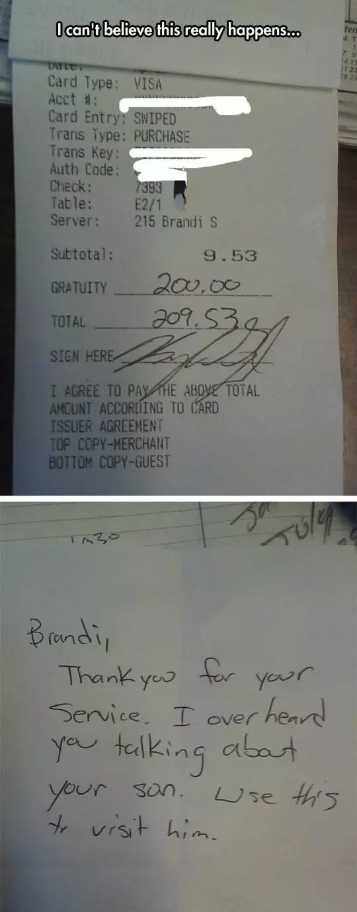 I can't believe this really happens...
Date:
Card Type: VISA
Acct #:
Card Entry: SWIPED
Trans Type: PURCHASE
Trans Key:
Auth Code:
Check: 7393
Table: E2/1
Server: 215 Brandi S
Subtotal: 9.53
GRATUITY 200.00
TOTAL 209.53
SIGN HERE
I AGREE TO PAY THE ABOVE TOTAL
AMOUNT ACCORDING TO CARD
ISSUER AGREEMENT
TOP COPY-MERCHANT
BOTTOM COPY-GUEST
Brandi,
Thank you for your
Service. I overheard
you talking about
your son. Use this
to visit him.